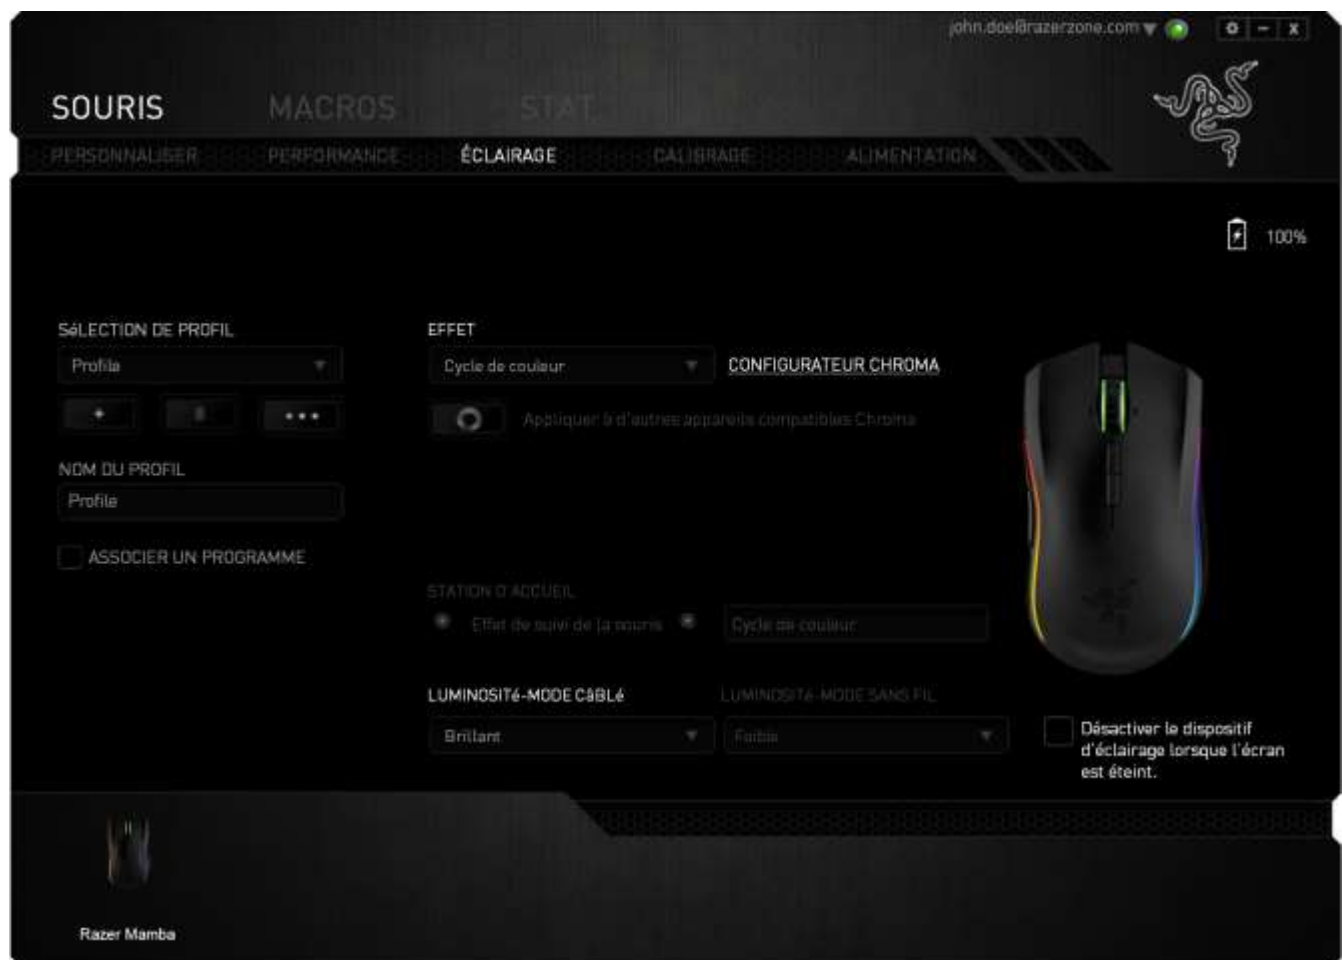 john.doe@razerzone.com
SOURIS MACROS STAT.
PERSONNALISER PERFORMANCE ÉCLAIRAGE CALIBRAGE ALIMENTATION
100%
SéLECTION DE PROFIL
Profile
NOM DU PROFIL
Profile
ASSOCIER UN PROGRAMME
EFFET
Cycle de couleur
CONFIGURATEUR CHROMA
Appliquer à d'autres appareils compatibles Chroma
STATION D'ACCUEIL
Effet de suivi de la souris
Cycle de couleur
LUMINOSITé-MODE CâBLé
Brillant
LUMINOSITé-MODE SANS FIL
Faible
Désactiver le dispositif
d'éclairage lorsque l'écran
est éteint.
Razer Mamba